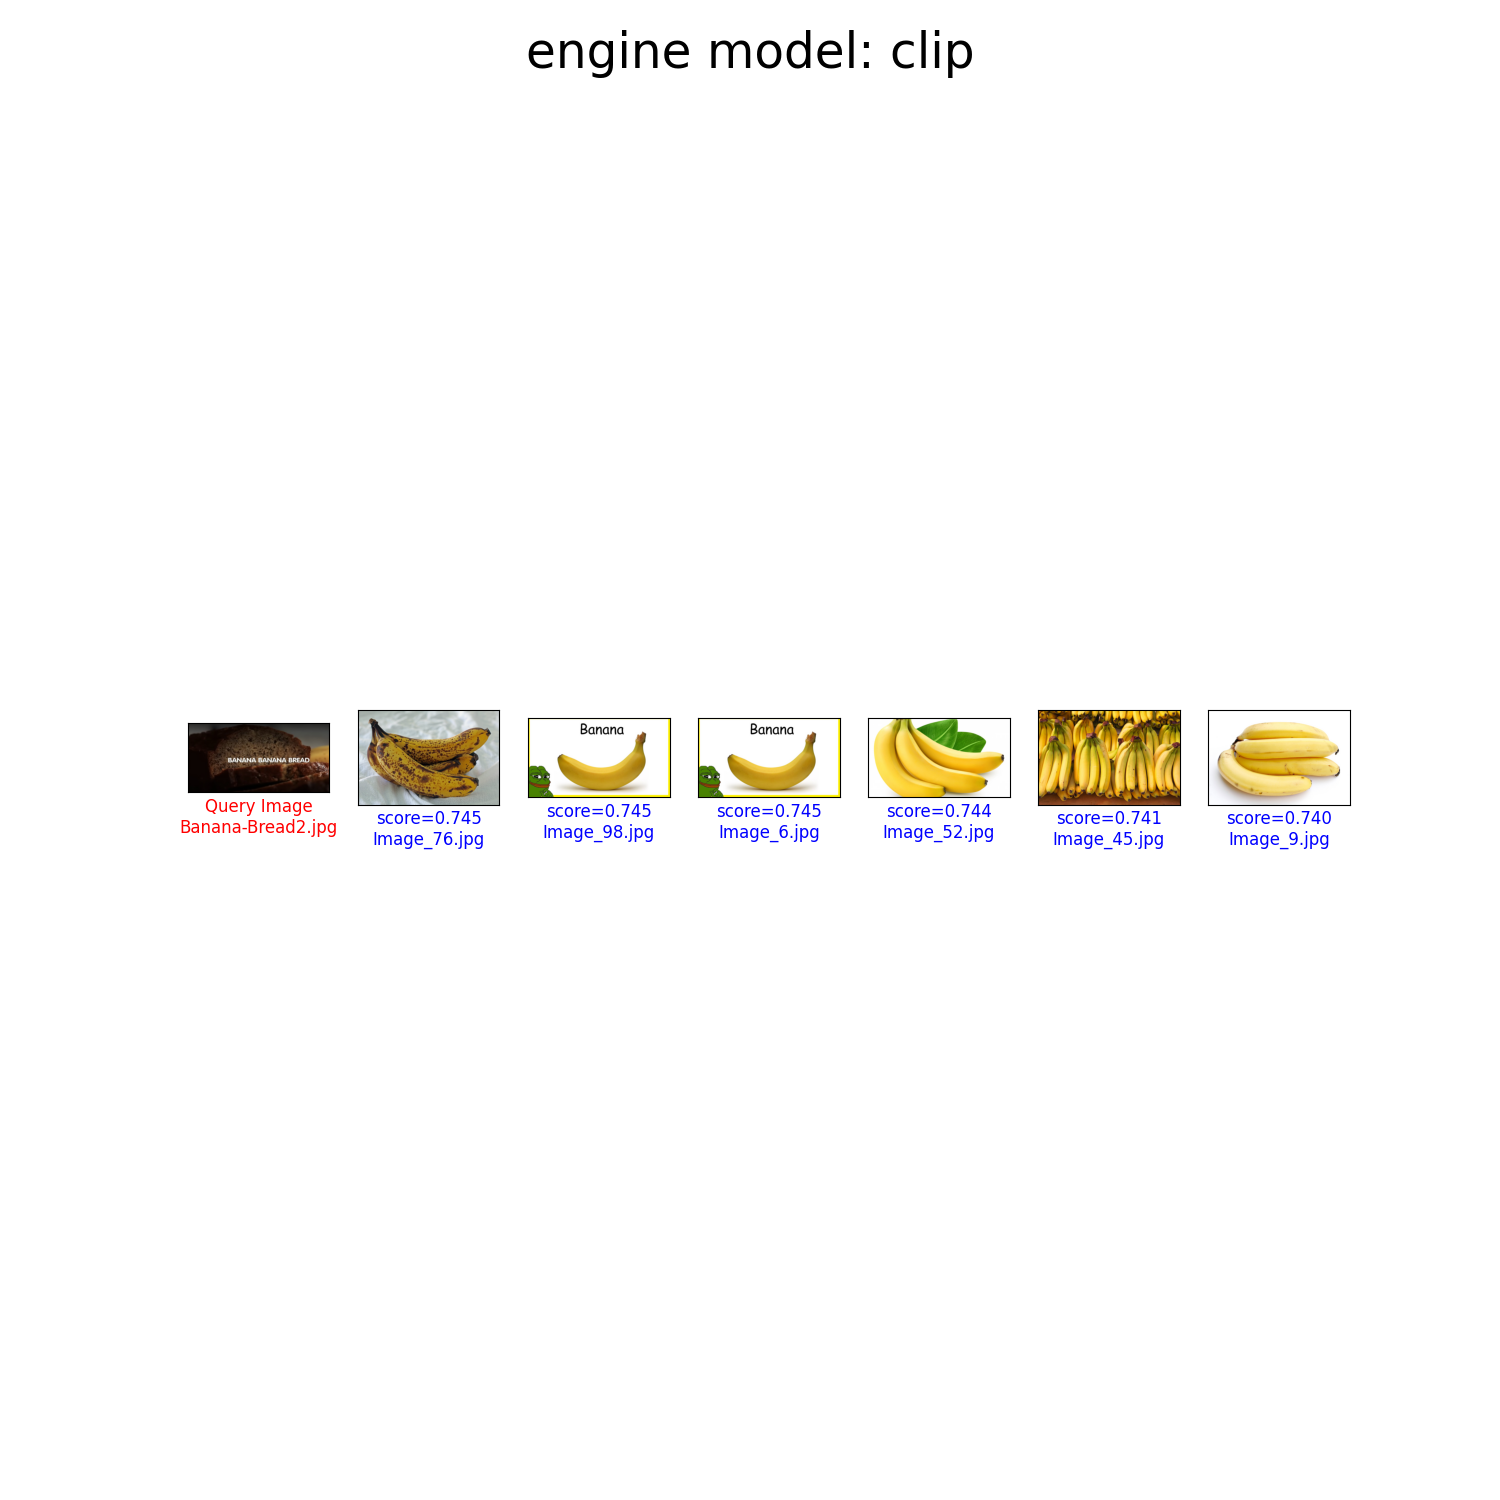 engine model: clip
BANANA BANANA BREAD
Query Image
Banana-Bread2.jpg
score=0.745
Image_76.jpg
Banana
score=0.745
Image_98.jpg
Banana
score=0.745
Image_6.jpg
score=0.744
Image_52.jpg
score=0.741
Image_45.jpg
score=0.740
Image_9.jpg